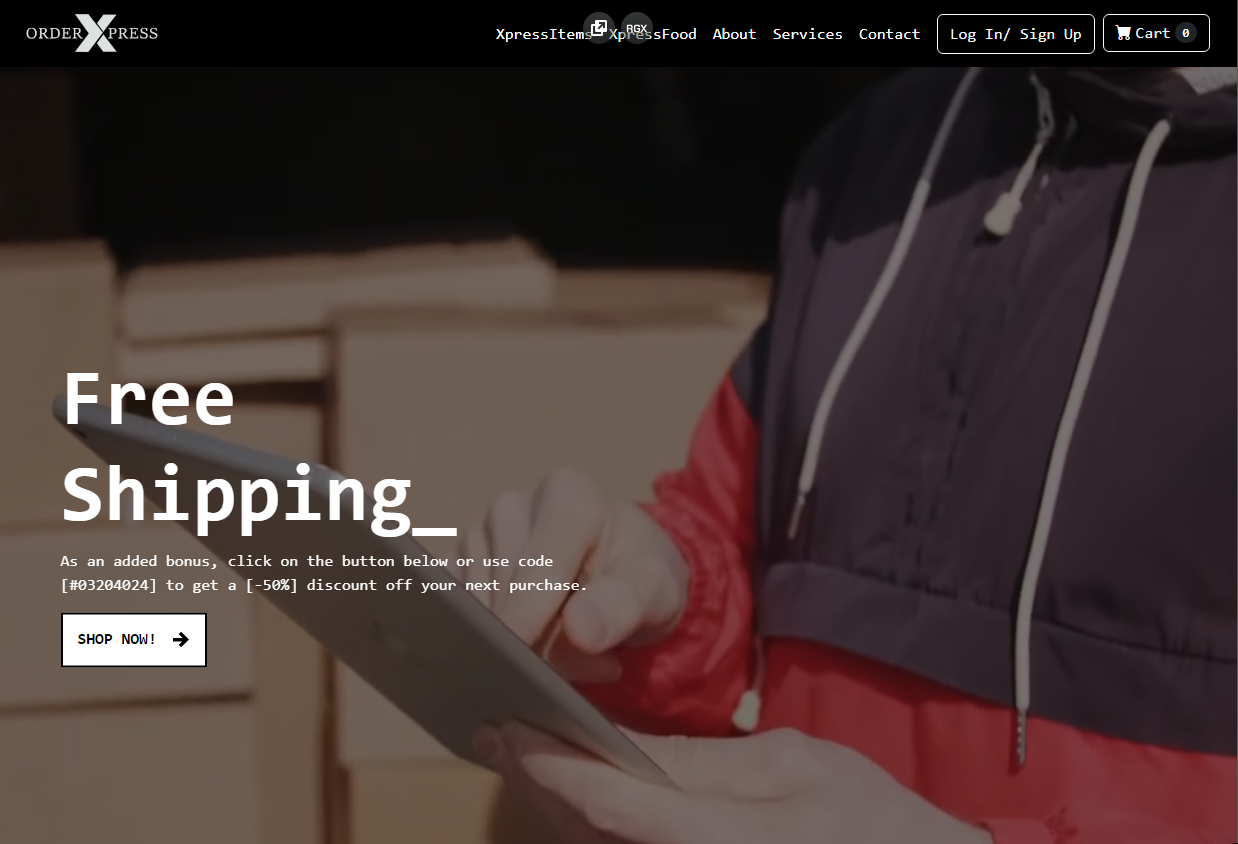 ORDER XPRESS
XpressItems XpressFood About Services Contact Log In/ Sign Up Cart 0
RGX
Free
Shipping_
As an added bonus, click on the button below or use code
[#03204024] to get a [-50%] discount off your next purchase.
SHOP NOW!